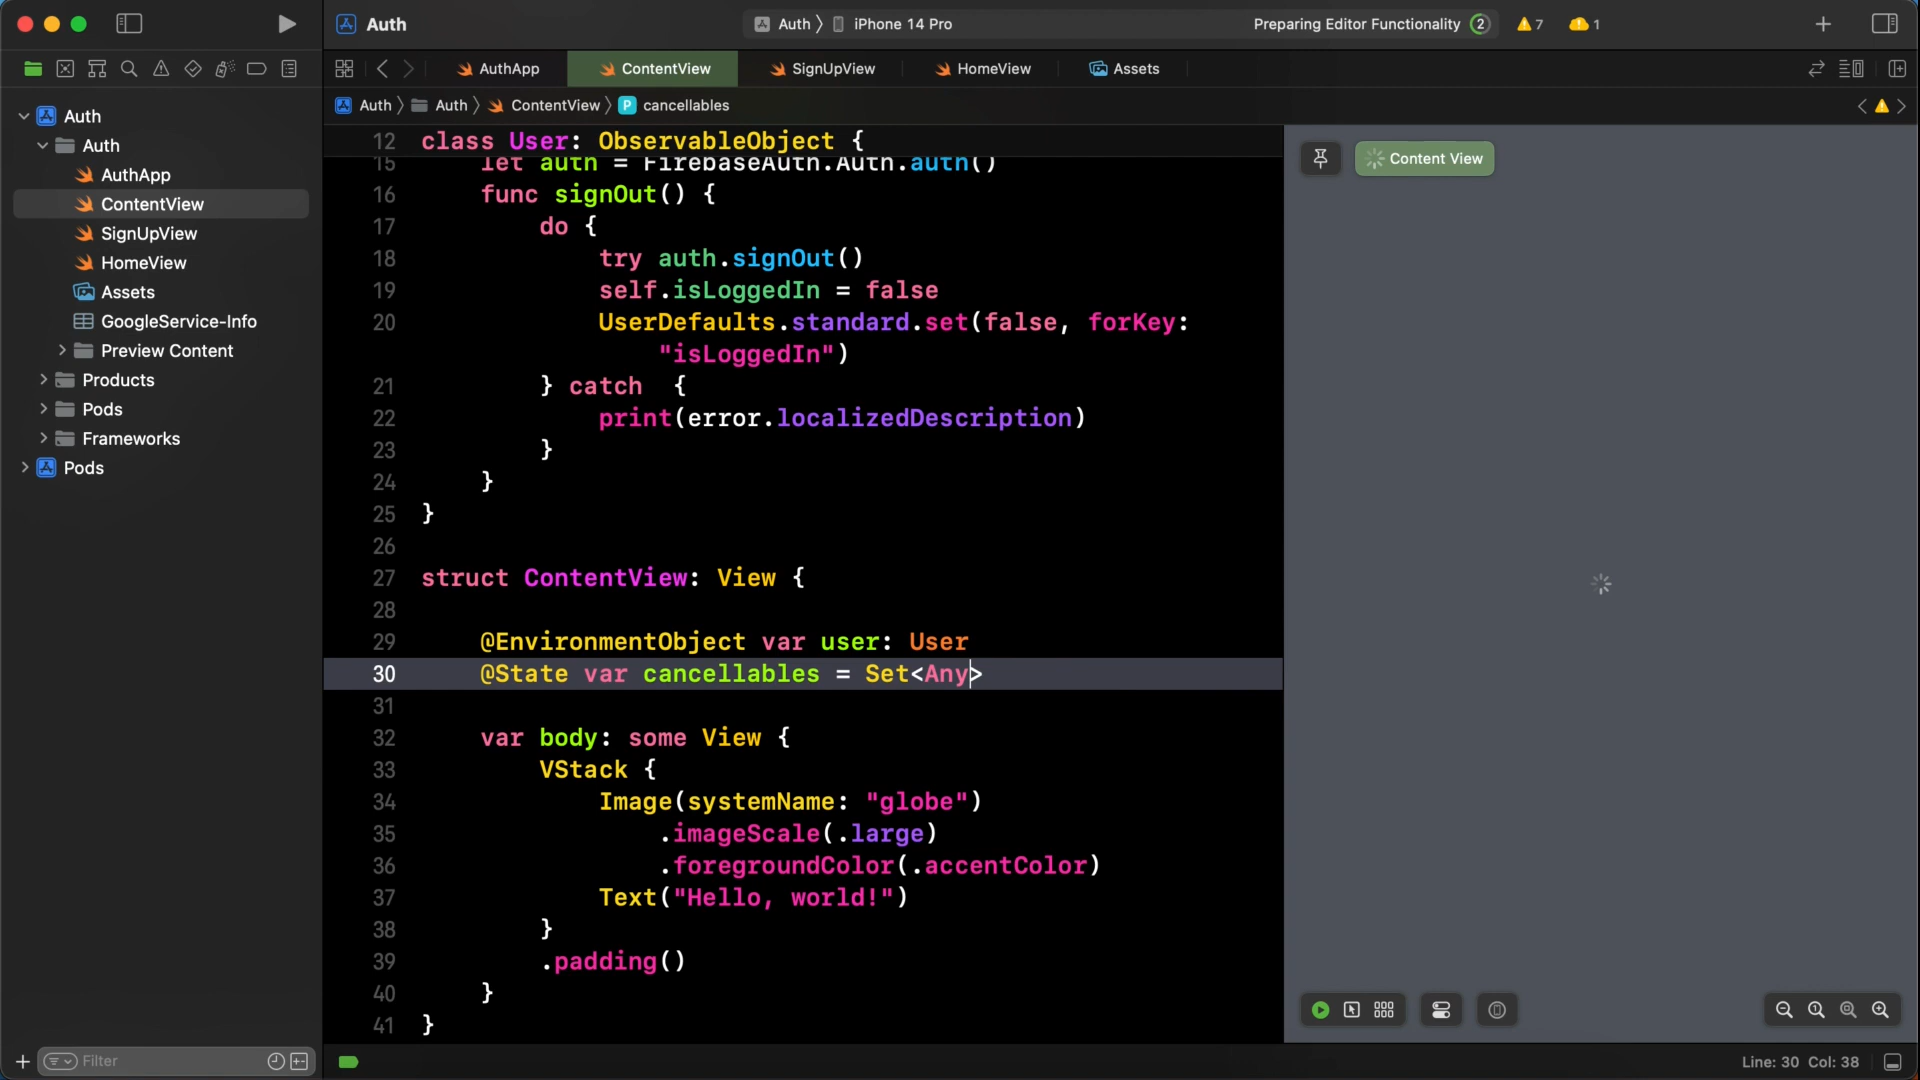 Auth
Auth
iPhone 14 Pro
Preparing Editor Functionality
2
7
1
AuthApp
ContentView
SignUpView
HomeView
Assets
Auth
Auth
ContentView
P
cancellables
Auth
Auth
AuthApp
ContentView
SignUpView
HomeView
Assets
GoogleService-Info
Preview Content
Products
Pods
Frameworks
Pods
Filter
12 class User: ObservableObject {
15 let auth = FirebaseAuth.Auth.auth()
16 func signOut() {
17 do {
18 try auth.signOut()
19 self.isLoggedIn = false
20 UserDefaults.standard.set(false, forKey:
"isLoggedIn")
21 } catch  {
22 print(error.localizedDescription)
23 }
24 }
25 }
26
27 struct ContentView: View {
28
29 @EnvironmentObject var user: User
30 @State var cancellables = Set<Any>
31
32 var body: some View {
33 VStack {
34 Image(systemName: "globe")
35 .imageScale(.large)
36 .foregroundColor(.accentColor)
37 Text("Hello, world!")
38 }
39 .padding()
40 }
41 }
Content View
Line: 30 Col: 38